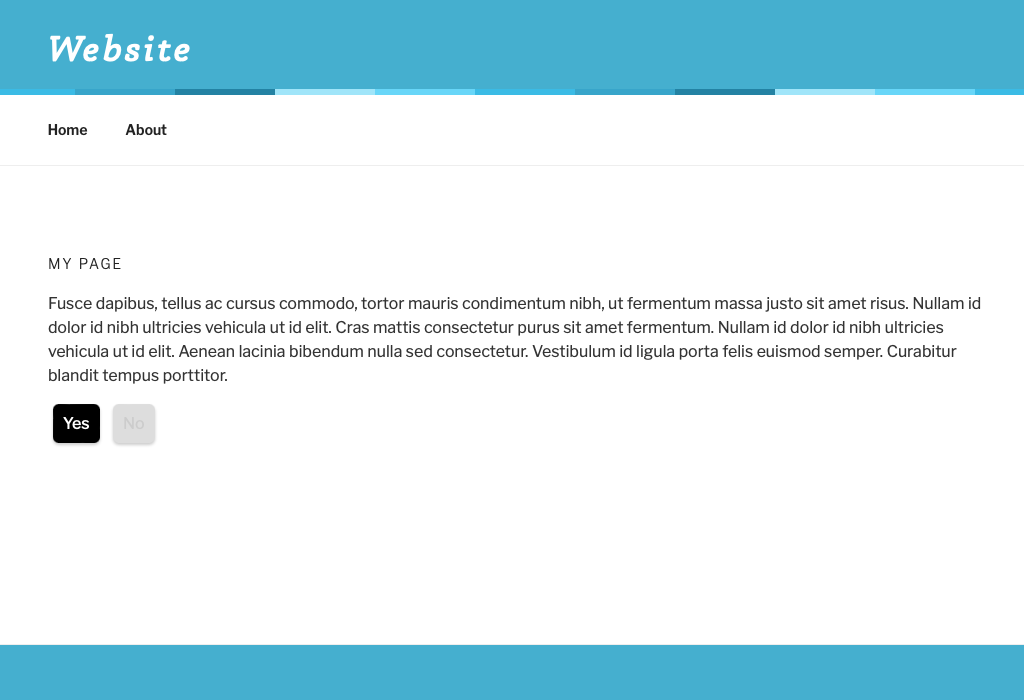 Website
Home About
MY PAGE
Fusce dapibus, tellus ac cursus commodo, tortor mauris condimentum nibh, ut fermentum massa justo sit amet risus. Nullam id
dolor id nibh ultricies vehicula ut id elit. Cras mattis consectetur purus sit amet fermentum. Nullam id dolor id nibh ultricies
vehicula ut id elit. Aenean lacinia bibendum nulla sed consectetur. Vestibulum id ligula porta felis euismod semper. Curabitur
blandit tempus porttitor.
Yes No